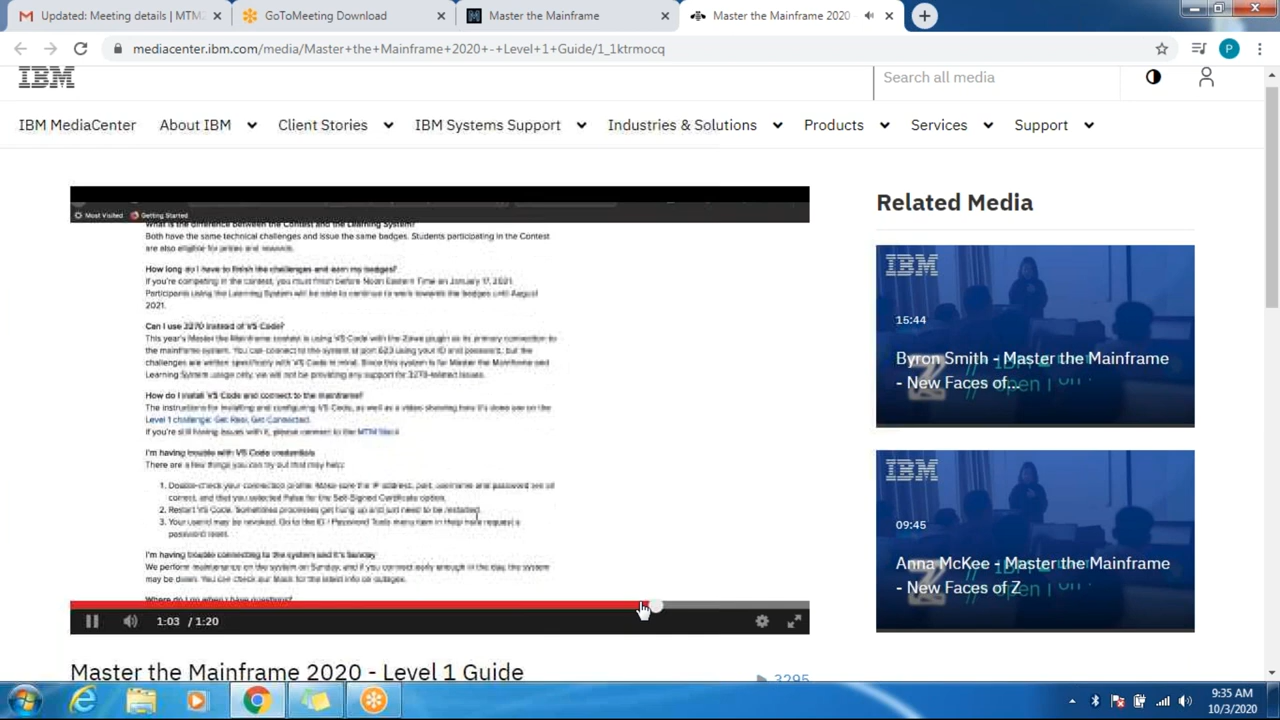 Updated: Meeting details | MTM2
GoToMeeting Download
Master the Mainframe
Master the Mainframe 2020
mediacenter.ibm.com/media/Master+the+Mainframe+2020+-+Level+1+Guide/1_1ktrmocq
P
IBM
Search all media
IBM MediaCenter
About IBM
Client Stories
IBM Systems Support
Industries & Solutions
Products
Services
Support
Most Visited
Getting Started
What is the difference between the Contest and the Learning System?
Both have the same technical challenges and issue the same badges. Students participating in the Contest
are also eligible for prizes and rewards.
How long do I have to finish the challenges and earn my badges?
If you're competing in the contest, you must finish before Noon Eastern Time on January 17, 2021.
Participants using the Learning System will be able to continue to work towards the badges until August
2021.
Can I use 3270 instead of VS Code?
This year's Master the Mainframe contest is using VS Code with the Zowe plugin as its primary connection to
the mainframe system. You can connect to the system at port 623 using your ID and password, but the
challenges are written specifically with VS Code in mind. Since this system is for Master the Mainframe and
Learning System usage only, we will not be providing any support for 3270-related issues.
How do I install VS Code and connect to the mainframe?
The instructions for installing and configuring VS Code, as well as a video showing how it's done are on the
Level 1 challenge: Get Real, Get Connected.
If you're still having issues with it, please connect to the MTM Slack
I'm having trouble with VS Code credentials
There are a few things you can try out that may help:
1. Double-check your connection profile. Make sure the IP address, port, username and password are all
correct, and that you selected False for the Self-Signed Certificate option.
2. Restart VS Code. Sometimes processes get hung up and just need to be restarted.
3. Your userid may be revoked. Go to the ID / Password Tools menu item in Help here request a
password reset.
I'm having trouble connecting to the system and it's Sunday
We perform maintenance on the system on Sunday, and if you connect early enough in the day, the system
may be down. You can check our Slack for the latest info on outages.
Where do I go when I have questions?
1:03 / 1:20
Master the Mainframe 2020 - Level 1 Guide
3295
Related Media
IBM
15:44
Byron Smith - Master the Mainframe
- New Faces of...
IBM
09:45
Anna McKee - Master the Mainframe
- New Faces of Z
9:35 AM
10/3/2020